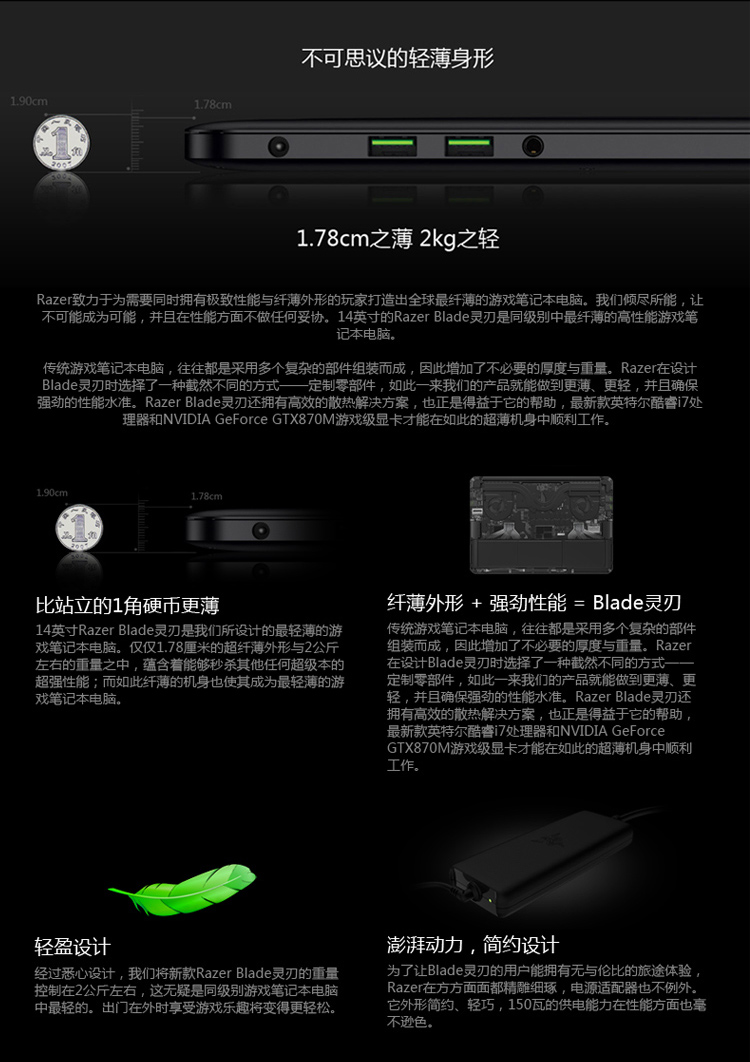 不可思议的轻薄身形
1.90cm
1.78cm
1.78cm之薄 2kg之轻
Razer致力于为需要同时拥有极致性能与纤薄外形的玩家打造出全球最纤薄的游戏笔记本电脑。我们倾尽所能，让
不可能成为可能，并且在性能方面不做任何妥协。14英寸的Razer Blade灵刃是同级别中最纤薄的高性能游戏笔
记本电脑。
传统游戏笔记本电脑，往往都是采用多个复杂的部件组装而成，因此增加了不必要的厚度与重量。Razer在设计
Blade灵刃时选择了一种截然不同的方式——定制零部件，如此一来我们的产品就能做到更薄、更轻，并且确保
强劲的性能水准。Razer Blade灵刃还拥有高效的散热解决方案，也正是得益于它的帮助，最新款英特尔酷睿i7处
理器和NVIDIA GeForce GTX870M游戏级显卡才能在如此的超薄机身中顺利工作。
1.90cm
1.78cm
比站立的1角硬币更薄
14英寸Razer Blade灵刃是我们所设计的最轻薄的游
戏笔记本电脑。仅仅1.78厘米的超纤薄外形与2公斤
左右的重量之中，蕴含着能够秒杀其他任何超级本的
超强性能；而如此纤薄的机身也使其成为最轻薄的游
戏笔记本电脑。
纤薄外形 + 强劲性能 = Blade灵刃
传统游戏笔记本电脑，往往都是采用多个复杂的部件
组装而成，因此增加了不必要的厚度与重量。Razer
在设计Blade灵刃时选择了一种截然不同的方式——
定制零部件，如此一来我们的产品就能做到更薄、更
轻，并且确保强劲的性能水准。Razer Blade灵刃还
拥有高效的散热解决方案，也正是得益于它的帮助，
最新款英特尔酷睿i7处理器和NVIDIA GeForce
GTX870M游戏级显卡才能在如此的超薄机身中顺利
工作。
轻盈设计
经过悉心设计，我们将新款Razer Blade灵刃的重量
控制在2公斤左右，这无疑是同级别游戏笔记本电脑
中最轻的。出门在外时享受游戏乐趣将变得更轻松。
澎湃动力，简约设计
为了让Blade灵刃的用户能拥有无与伦比的旅途体验，
Razer在方方面面都精雕细琢，电源适配器也不例外。
它外形简约、轻巧，150瓦的供电能力在性能方面也毫
不逊色。